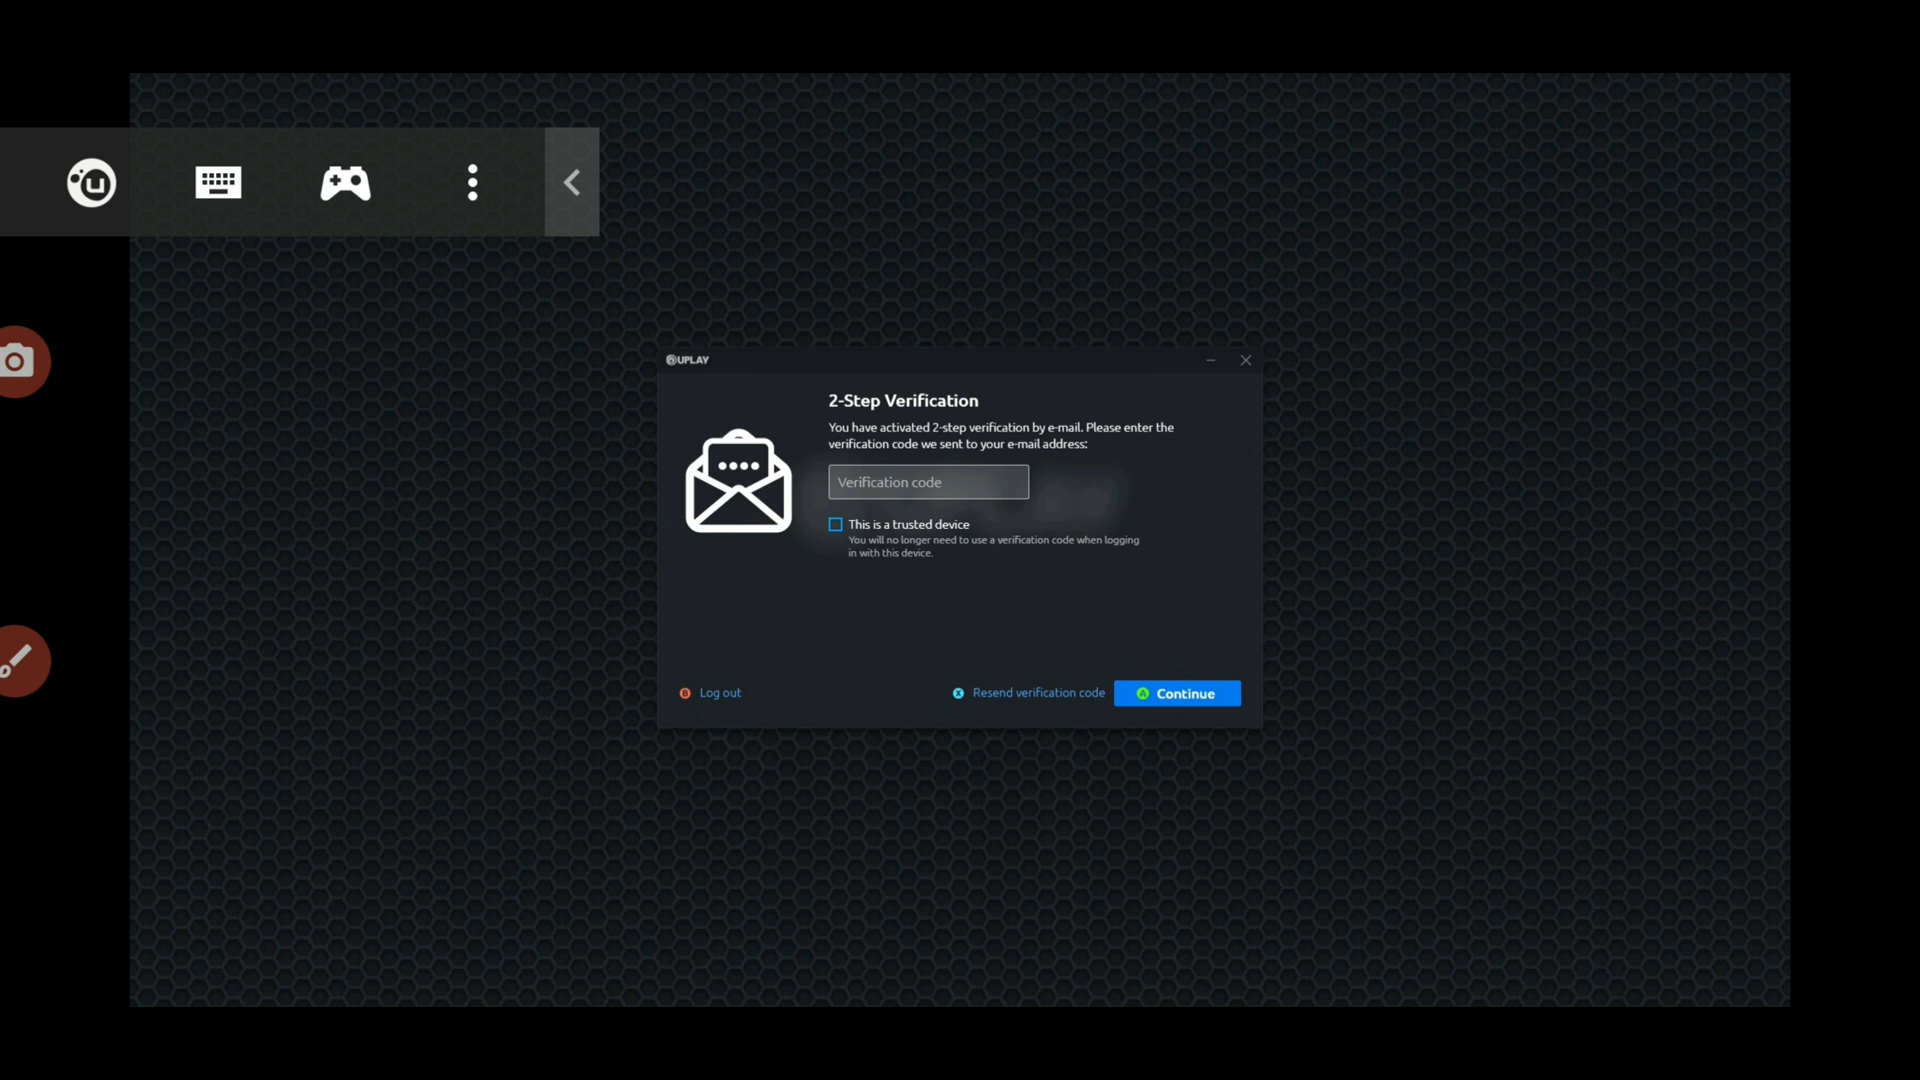 UPLAY
2-Step Verification
You have activated 2-step verification by e-mail. Please enter the
verification code we sent to your e-mail address:
Verification code
This is a trusted device
You will no longer need to use a verification code when logging
in with this device.
B Log out
X Resend verification code
A Continue